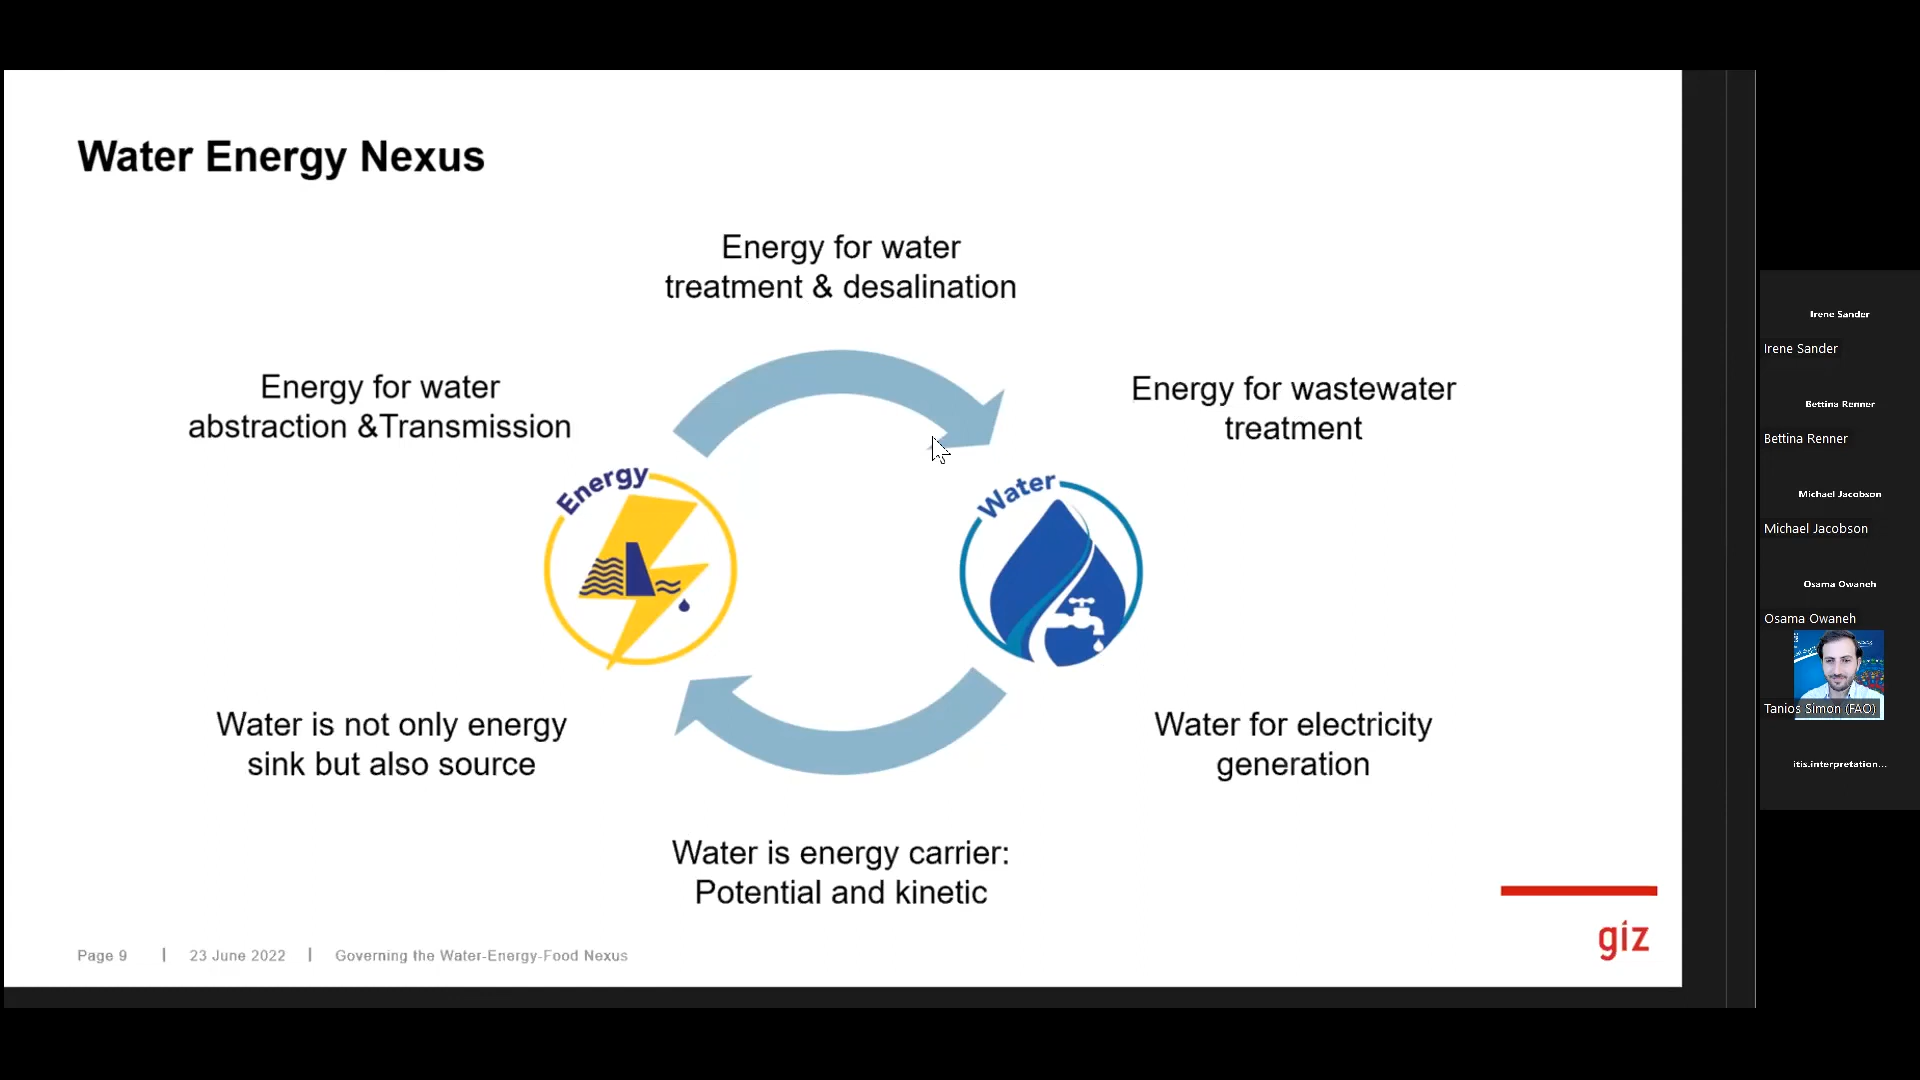 Water Energy Nexus
Energy for water
treatment & desalination
Energy for water
abstraction &Transmission
Energy for wastewater
treatment
Energy
Water
Water is not only energy
sink but also source
Water for electricity
generation
Water is energy carrier:
Potential and kinetic
Page 9 | 23 June 2022 | Governing the Water-Energy-Food Nexus
giz
Irene Sander
Irene Sander
Bettina Renner
Bettina Renner
Michael Jacobson
Michael Jacobson
Osama Owaneh
Osama Owaneh
Tanios Simon (FAO)
itis.interpretation...